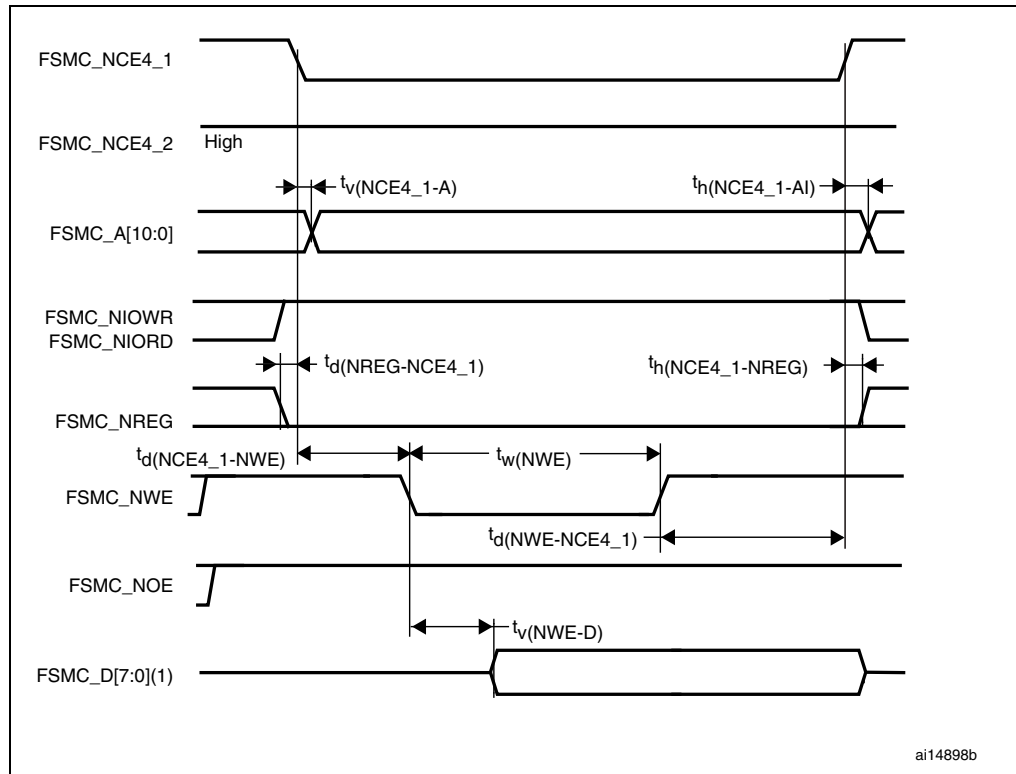 FSMC_NCE4_1
FSMC_NCE4_2
High
tv(NCE4_1-A)
th(NCE4_1-AI)
FSMC_A[10:0]
FSMC_NIOWR
FSMC_NIORD
td(NREG-NCE4_1)
th(NCE4_1-NREG)
FSMC_NREG
td(NCE4_1-NWE)
tw(NWE)
FSMC_NWE
td(NWE-NCE4_1)
FSMC_NOE
tv(NWE-D)
FSMC_D[7:0](1)
ai14898b